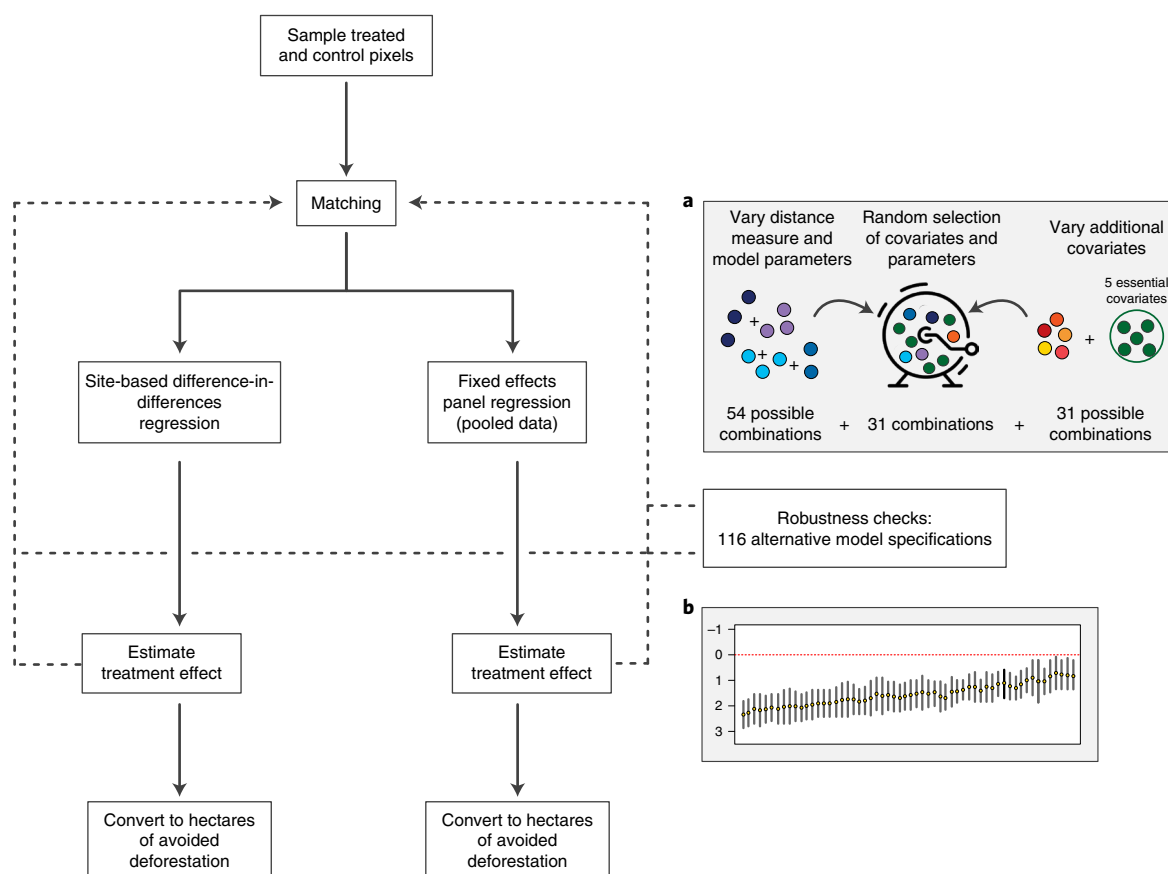 Sample treated
and control pixels
Matching
Site-based difference-in-
differences
regression
Fixed effects
panel regression
(pooled data)
Estimate
treatment effect
Estimate
treatment effect
Convert to hectares
of avoided
deforestation
Convert to hectares
of avoided
deforestation
a
Vary distance
measure and
model parameters
Random selection
of covariates and
parameters
Vary additional
covariates
5 essential
covariates
+
+
+
+
54 possible
combinations
+
31 combinations
+
31 possible
combinations
Robustness checks:
116 alternative model specifications
b
–1
0
1
2
3